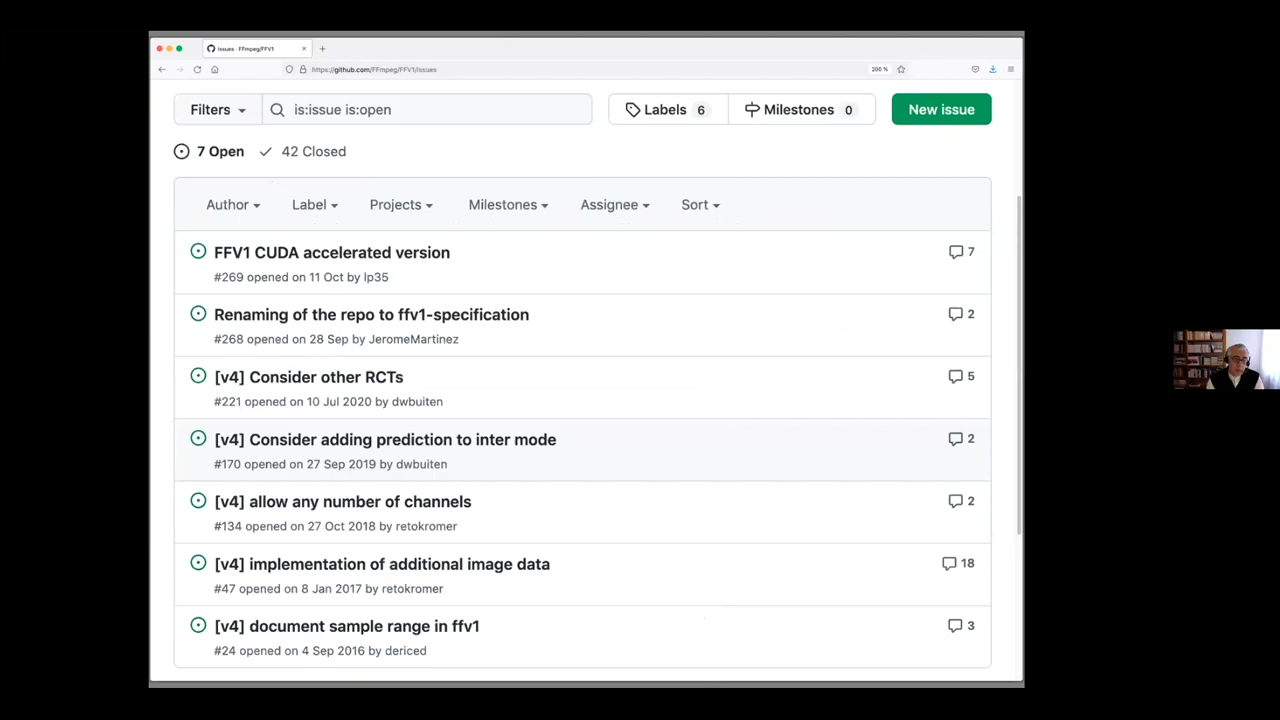 Issues · FFmpeg/FFV1
https://github.com/FFmpeg/FFV1/issues
200 %
Filters
is:issue is:open
Labels 6
Milestones 0
New issue
7 Open
42 Closed
Author
Label
Projects
Milestones
Assignee
Sort
FFV1 CUDA accelerated version
7
#269 opened on 11 Oct by lp35
Renaming of the repo to ffv1-specification
2
#268 opened on 28 Sep by JeromeMartinez
[v4] Consider other RCTs
5
#221 opened on 10 Jul 2020 by dwbuiten
[v4] Consider adding prediction to inter mode
2
#170 opened on 27 Sep 2019 by dwbuiten
[v4] allow any number of channels
2
#134 opened on 27 Oct 2018 by retokromer
[v4] implementation of additional image data
18
#47 opened on 8 Jan 2017 by retokromer
[v4] document sample range in ffv1
3
#24 opened on 4 Sep 2016 by dericed